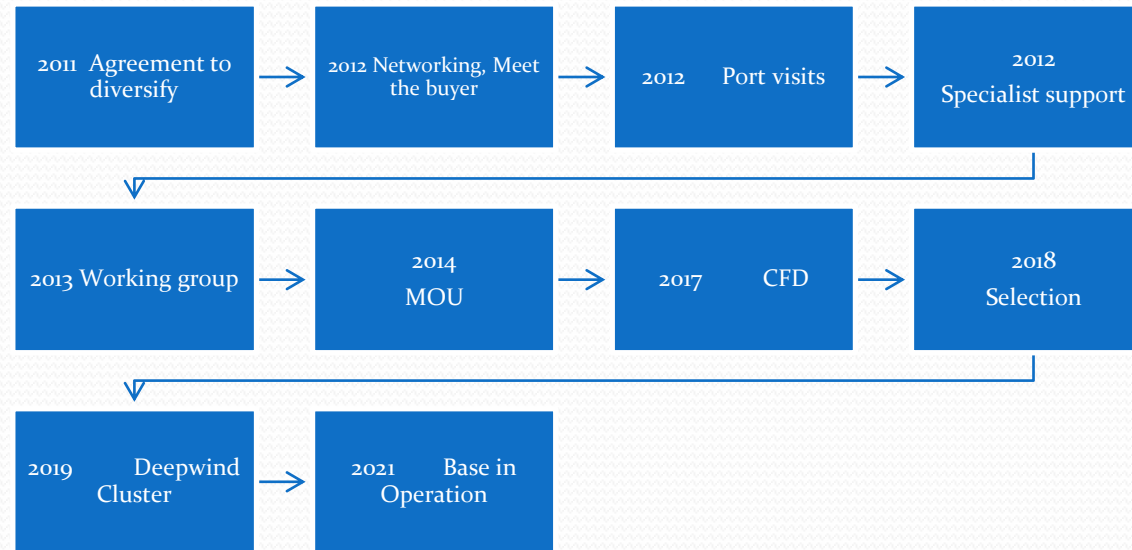 2011 Agreement to
diversify
2012 Networking, Meet
the buyer
2012 Port visits
2012
Specialist support
2013 Working group
2014
MOU
2017 CFD
2018
Selection
2019 Deepwind
Cluster
2021 Base in
Operation